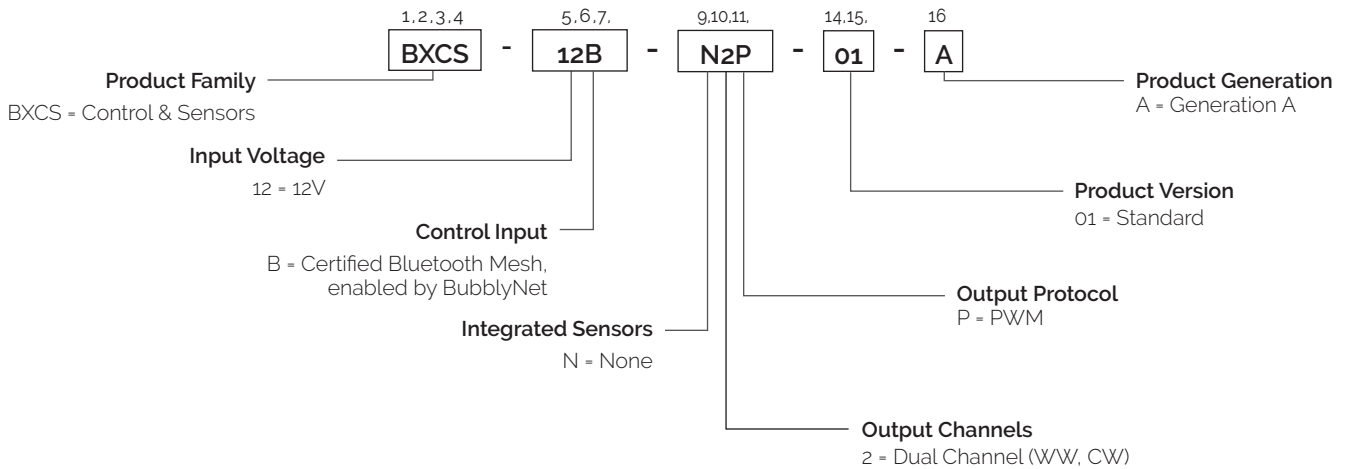 1,2,3,4 5,6,7, 9,10,11, 14,15, 16
BXCS - 12B - N2P - 01 - A
Product Family
BXCS = Control & Sensors
Product Generation
A = Generation A
Input Voltage
12 = 12V
Product Version
01 = Standard
Control Input
B = Certified Bluetooth Mesh,
enabled by BubblyNet
Output Protocol
P = PWM
Integrated Sensors
N = None
Output Channels
2 = Dual Channel (WW, CW)